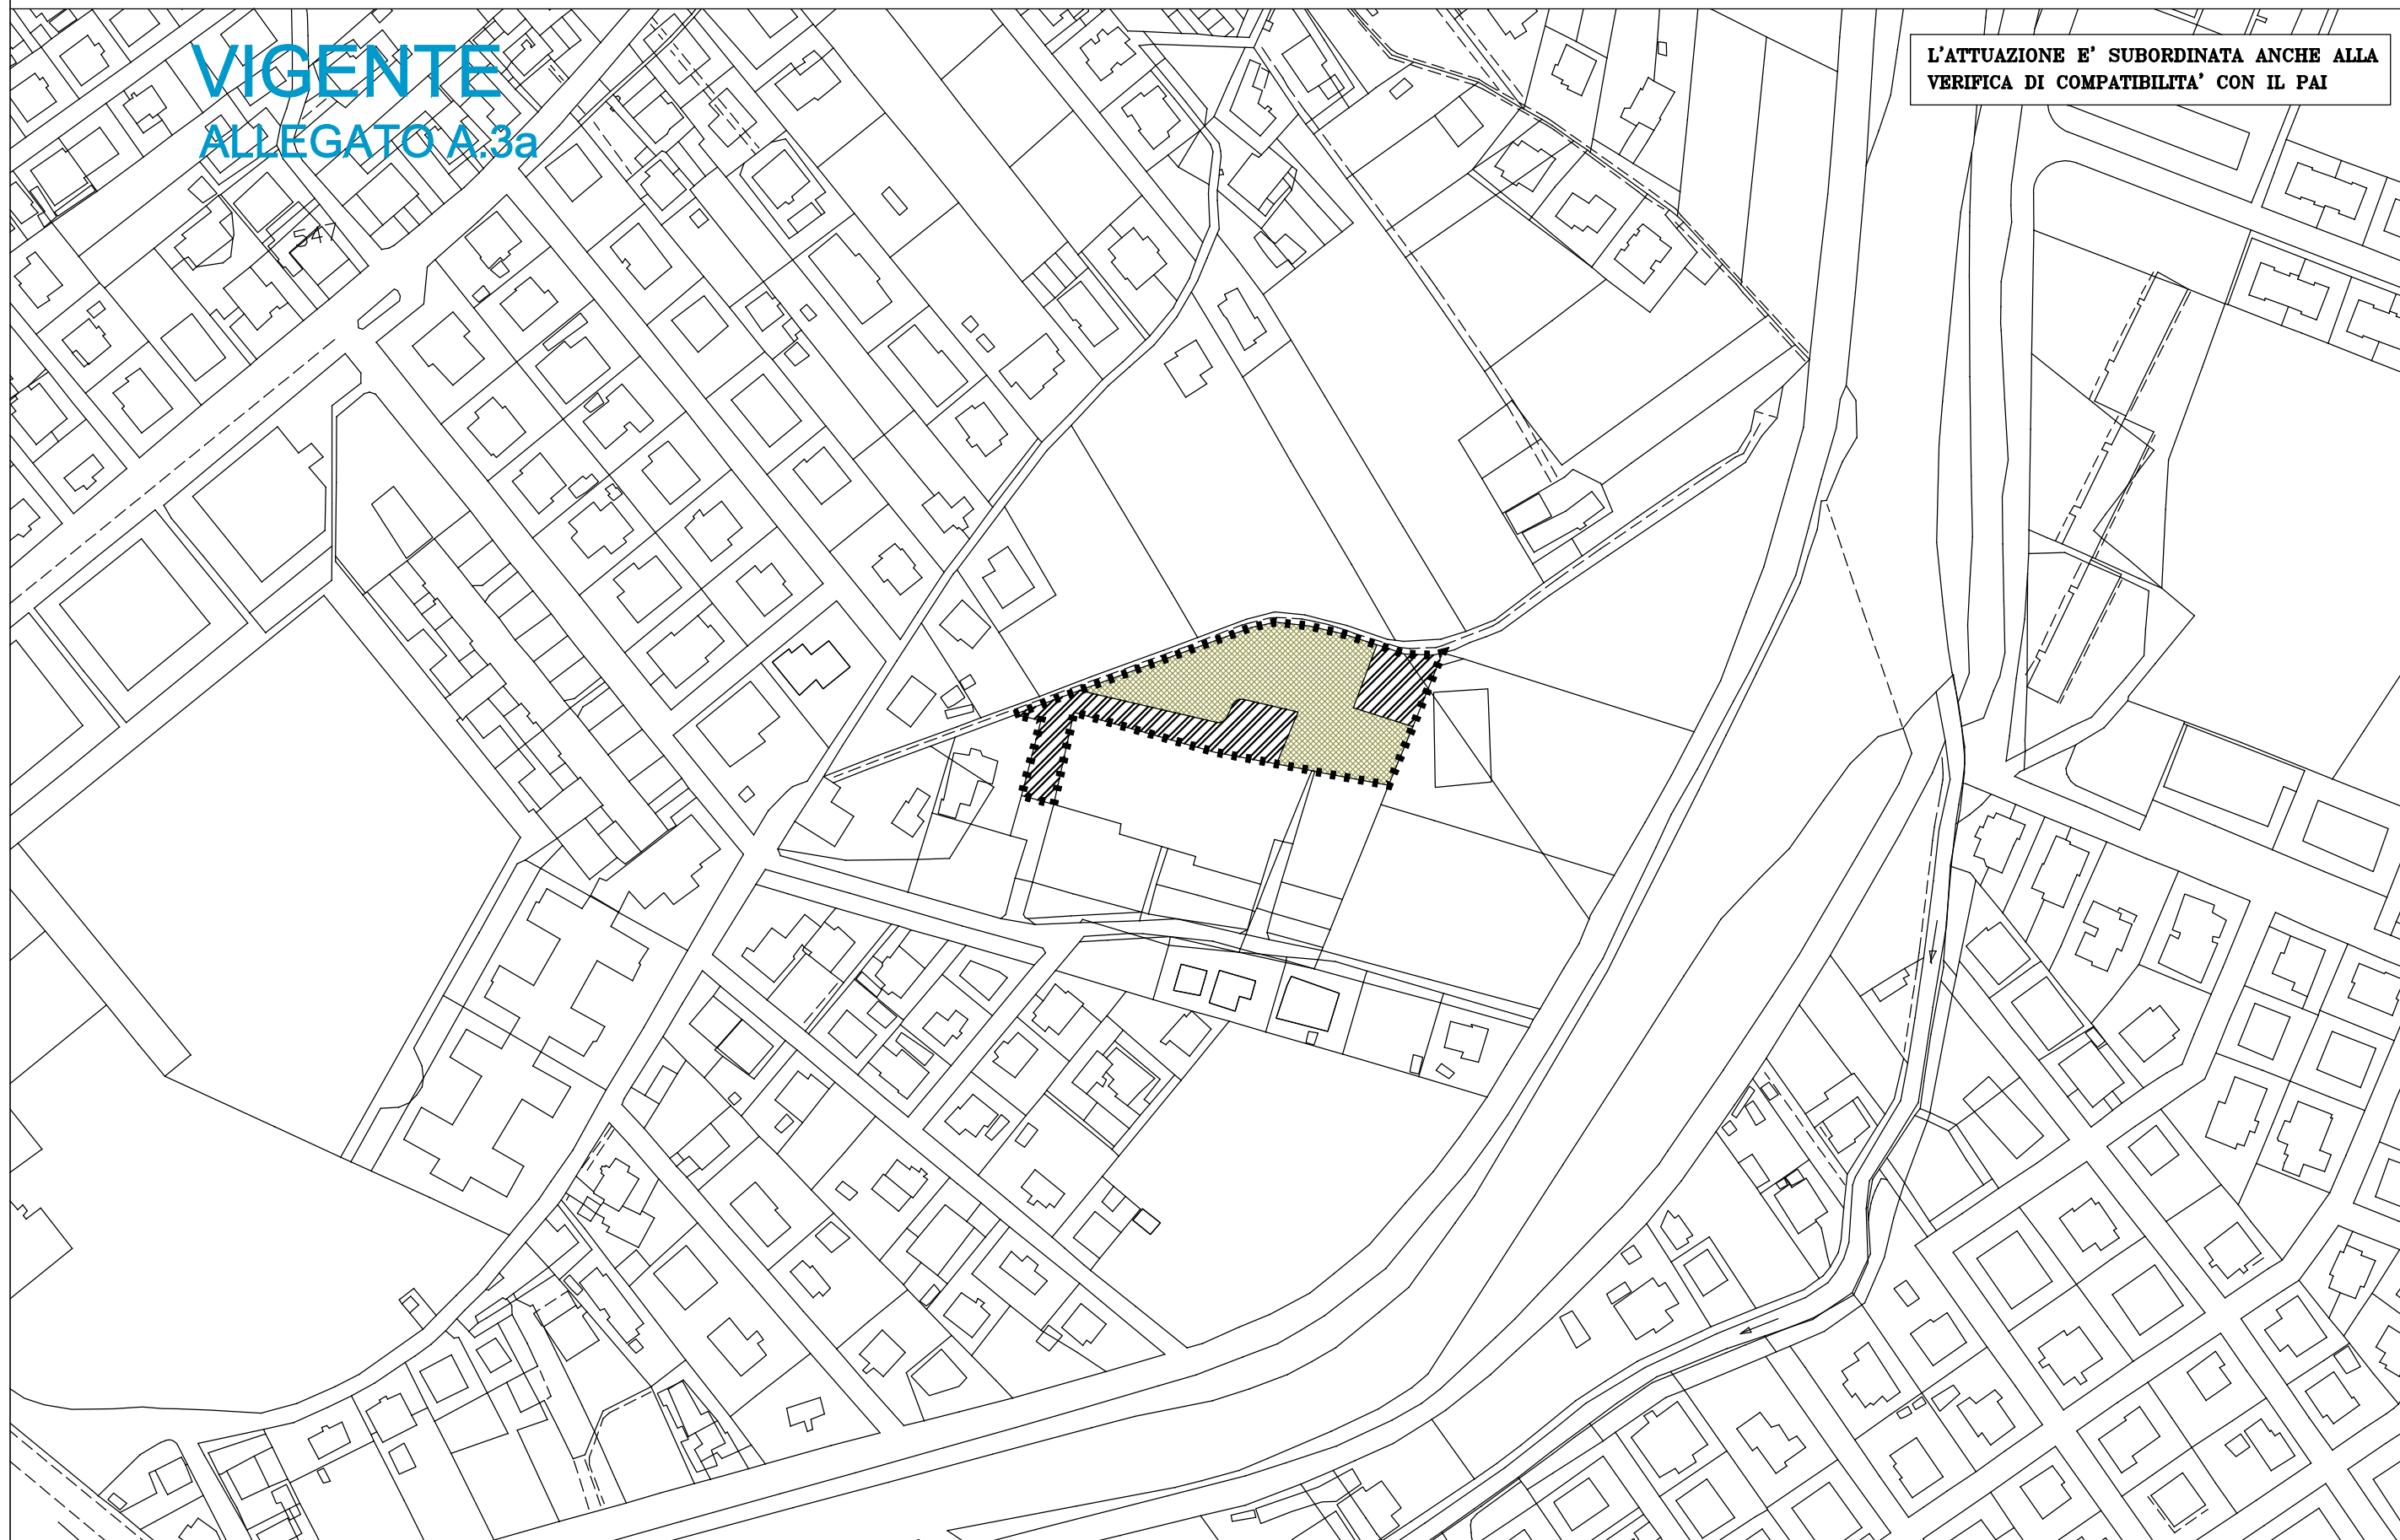 VIGENTE
ALLEGATO A.3a
L'ATTUAZIONE E' SUBORDINATA ANCHE ALLA
VERIFICA DI COMPATIBILITA' CON IL PAI
547